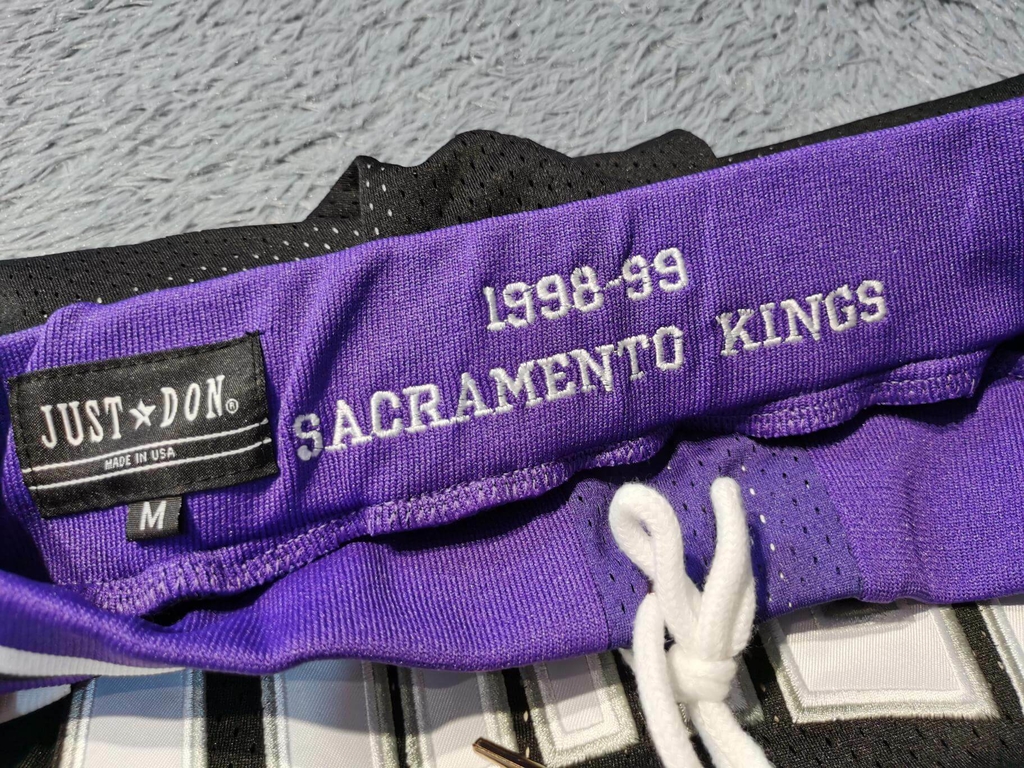 1998-99
SACRAMENTO KINGS
JUST★DON®
MADE IN USA
M